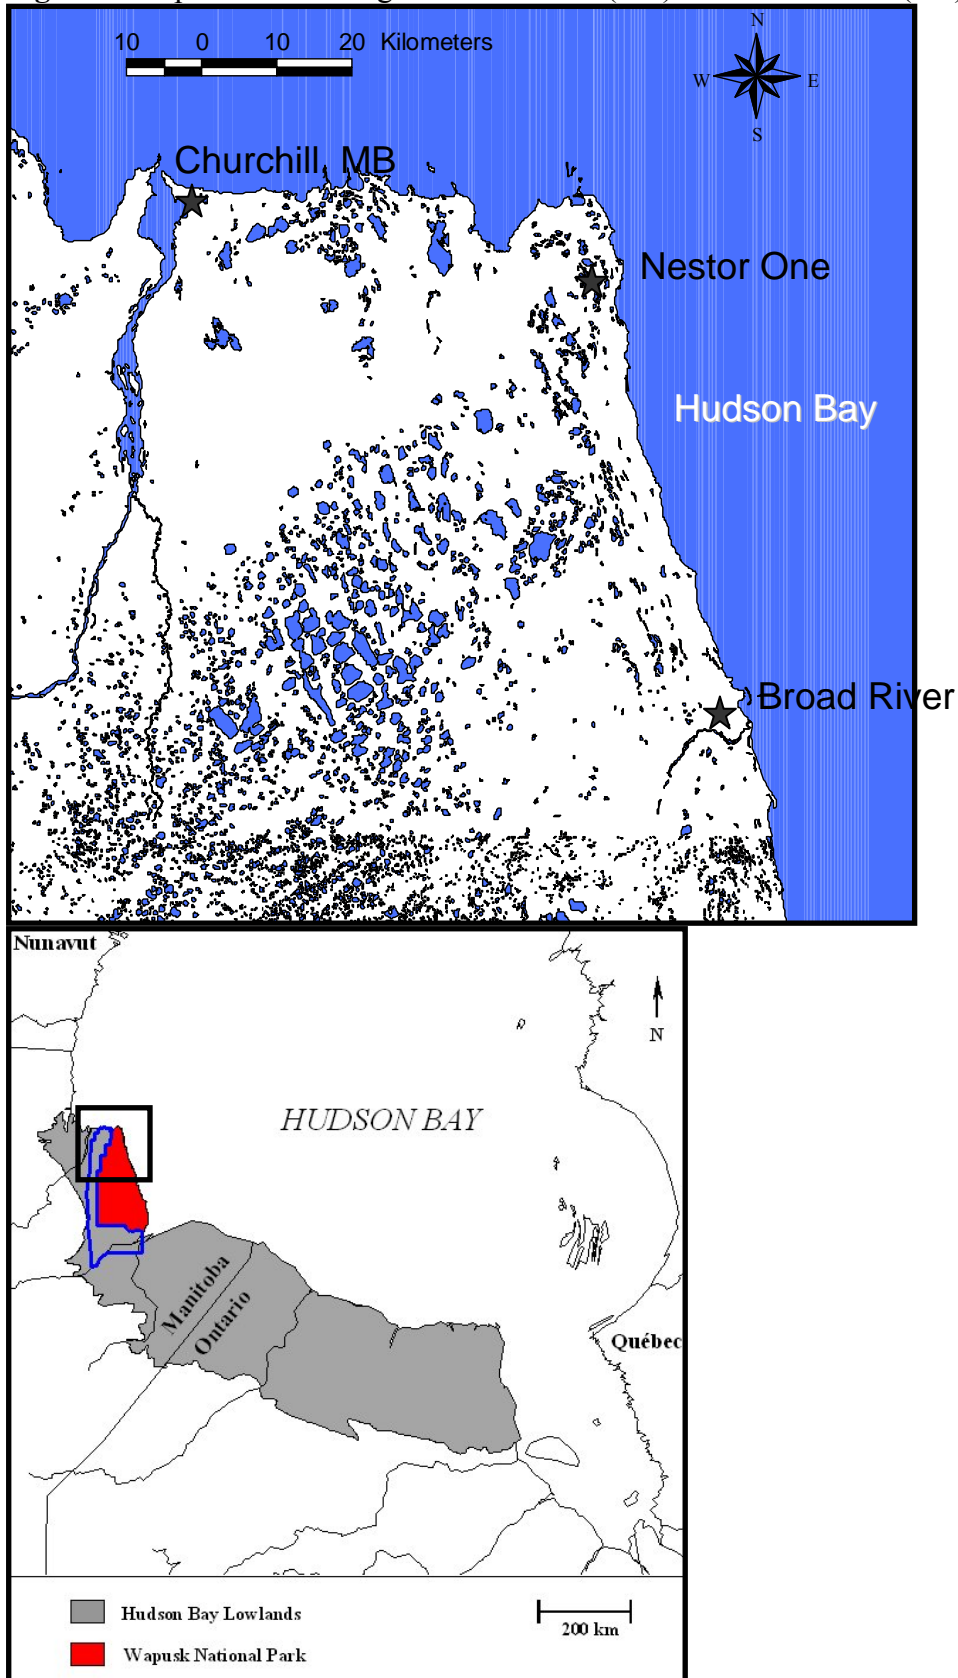 10 0 10 20 Kilometers
N
W E
S
Churchill, MB
Nestor One
Hudson Bay
Broad River
Nunavut
N
HUDSON BAY
Manitoba
Ontario
Québec
Hudson Bay Lowlands
200 km
Wapusk National Park